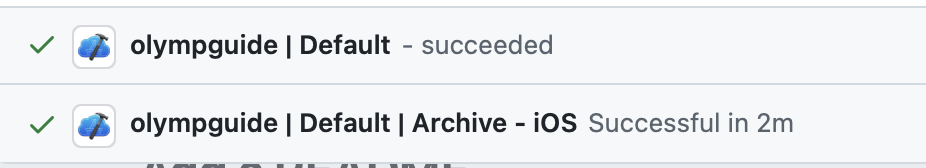 olympguide | Default - succeeded
olympguide | Default | Archive - iOS Successful in 2m